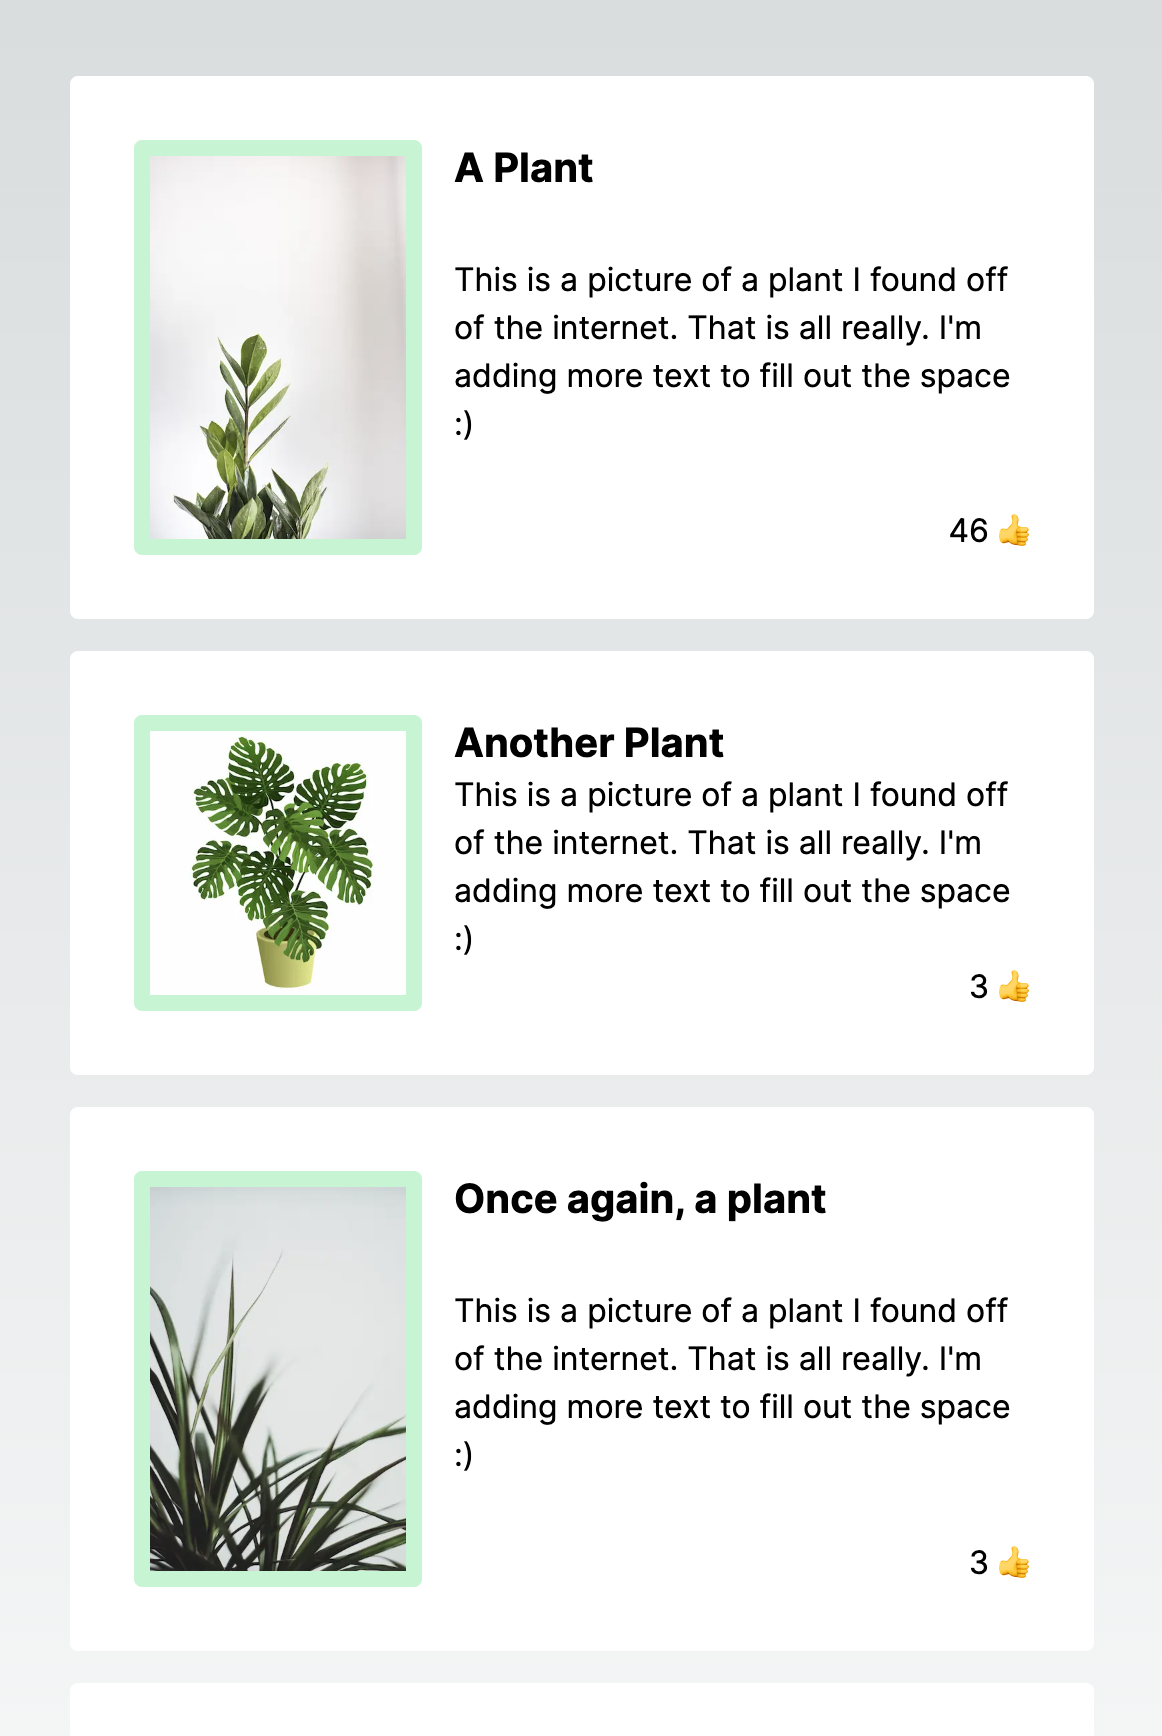 A Plant
This is a picture of a plant I found off
of the internet. That is all really. I'm
adding more text to fill out the space
:)
46 👍
Another Plant
This is a picture of a plant I found off
of the internet. That is all really. I'm
adding more text to fill out the space
:)
3 👍
Once again, a plant
This is a picture of a plant I found off
of the internet. That is all really. I'm
adding more text to fill out the space
:)
3 👍